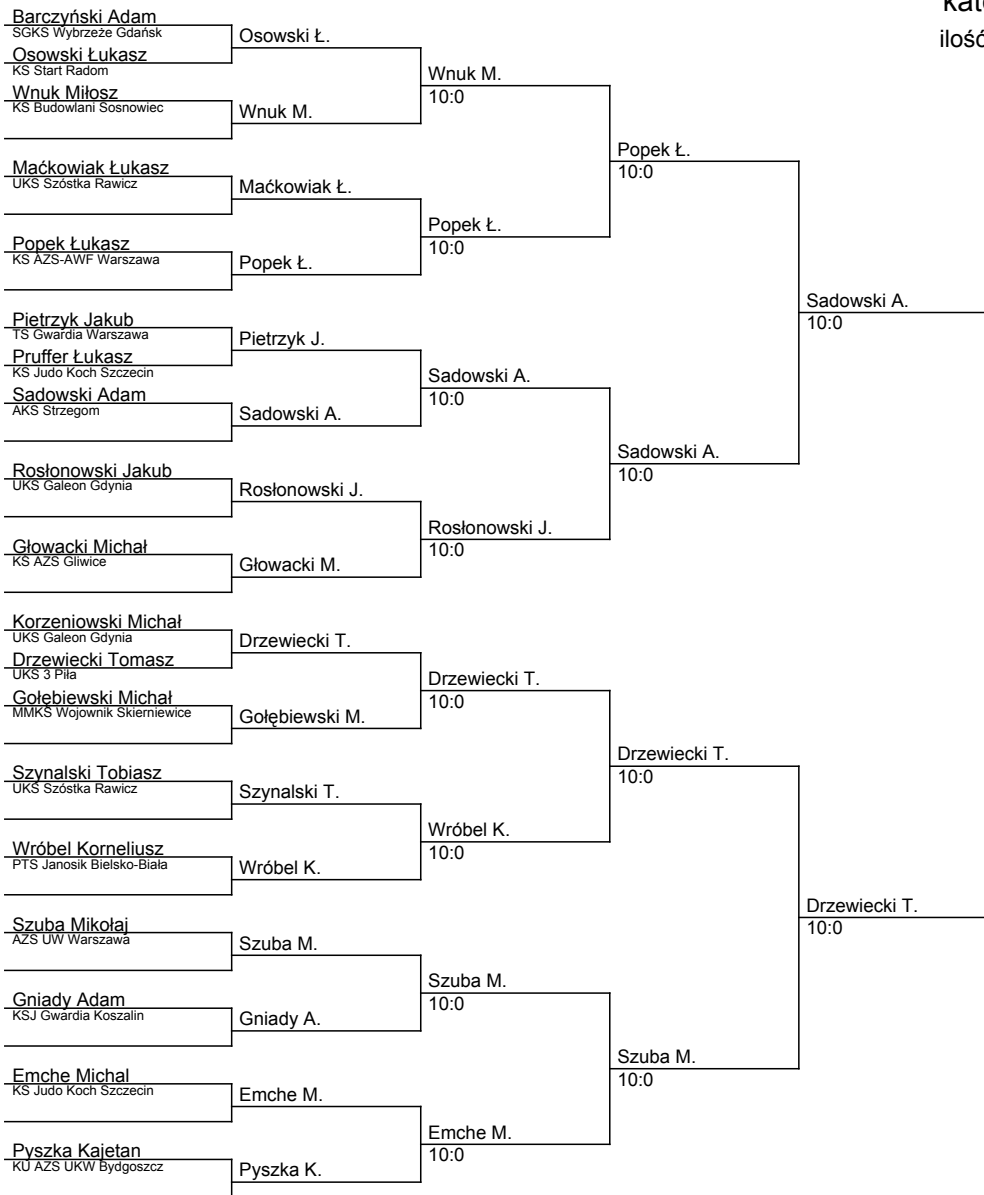 kate
ilość
Barczyński Adam
SGKS Wybrzeże Gdańsk
Osowski Łukasz
KS Start Radom
Wnuk Miłosz
KS Budowlani Sosnowiec
Maćkowiak Łukasz
UKS Szóstka Rawicz
Popek Łukasz
KS AZS-AWF Warszawa
Pietrzyk Jakub
TS Gwardia Warszawa
Pruffer Łukasz
KS Judo Koch Szczecin
Sadowski Adam
AKS Strzegom
Rosłonowski Jakub
UKS Galeon Gdynia
Głowacki Michał
KS AZS Gliwice
Korzeniowski Michał
UKS Galeon Gdynia
Drzewiecki Tomasz
UKS 3 Piła
Gołębiewski Michał
MMKS Wojownik Skierniewice
Szynalski Tobiasz
UKS Szóstka Rawicz
Wróbel Korneliusz
PTS Janosik Bielsko-Biała
Szuba Mikołaj
AZS UW Warszawa
Gniady Adam
KSJ Gwardia Koszalin
Emche Michal
KS Judo Koch Szczecin
Pyszka Kajetan
KU AZS UKW Bydgoszcz
Osowski Ł.
Wnuk M.
Maćkowiak Ł.
Popek Ł.
Pietrzyk J.
Sadowski A.
Rosłonowski J.
Głowacki M.
Drzewiecki T.
Gołębiewski M.
Szynalski T.
Wróbel K.
Szuba M.
Gniady A.
Emche M.
Pyszka K.
Wnuk M.
10:0
Popek Ł.
10:0
Sadowski A.
10:0
Rosłonowski J.
10:0
Drzewiecki T.
10:0
Wróbel K.
10:0
Szuba M.
10:0
Emche M.
10:0
Popek Ł.
10:0
Sadowski A.
10:0
Drzewiecki T.
10:0
Szuba M.
10:0
Sadowski A.
10:0
Drzewiecki T.
10:0